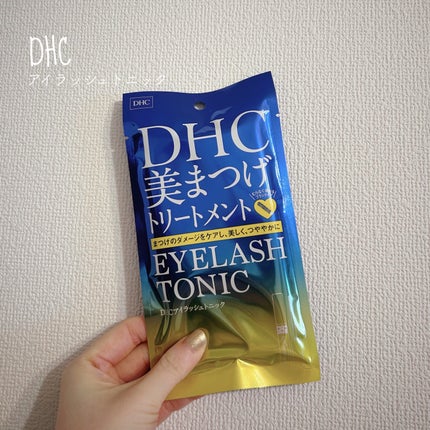 DHC
アイラッシュトニック
DHC
DHC
美まつげ
トリートメント
まつげのダメージをケアし、美しく、つややかに
EYELASH
TONIC
DHCアイラッシュトニック